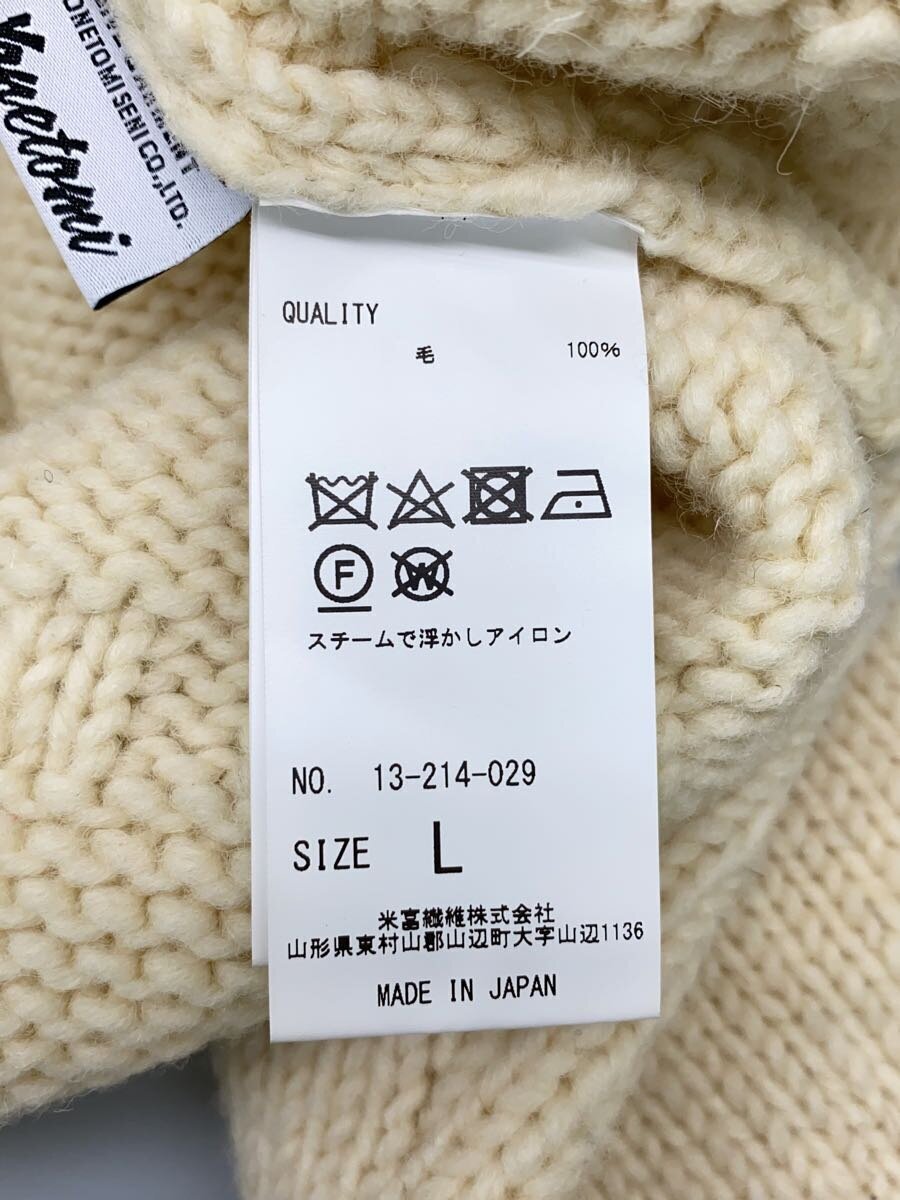 Yonetomi
GARMENT
YONETOMI SENI CO.,LTD.
QUALITY
毛 100%
F W
スチームで浮かしアイロン
NO. 13-214-029
SIZE L
米富繊維株式会社
山形県東村山郡山辺町大字山辺1136
MADE IN JAPAN